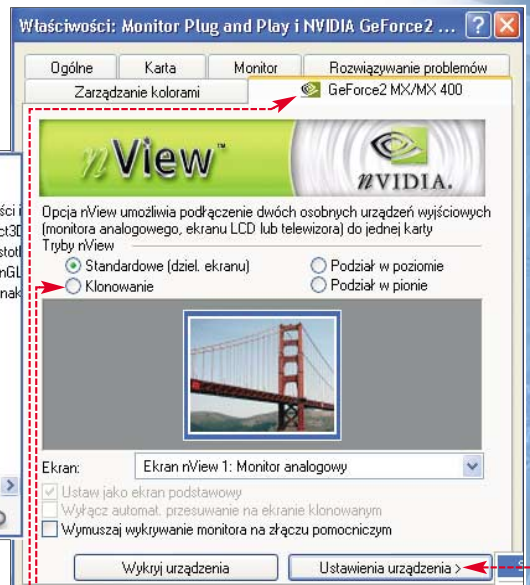 Właściwości: Monitor Plug and Play i NVIDIA GeForce2 ... ? X
Ogólne Karta Monitor Rozwiązywanie problemów
Zarządzanie kolorami GeForce2 MX/MX 400
nView™ nVIDIA.
Opcja nView umożliwia podłączenie dwóch osobnych urządzeń wyjściowych
(monitora analogowego, ekranu LCD lub telewizora) do jednej karty
Tryby nView
Standardowe (dziel. ekranu) Podział w poziomie
Klonowanie Podział w pionie
Ekran: Ekran nView 1: Monitor analogowy
Ustaw jako ekran podstawowy
Wyłącz automat. przesuwanie na ekranie klonowanym
Wymuszaj wykrywanie monitora na złączu pomocniczym
Wykryj urządzenia Ustawienia urządzenia >